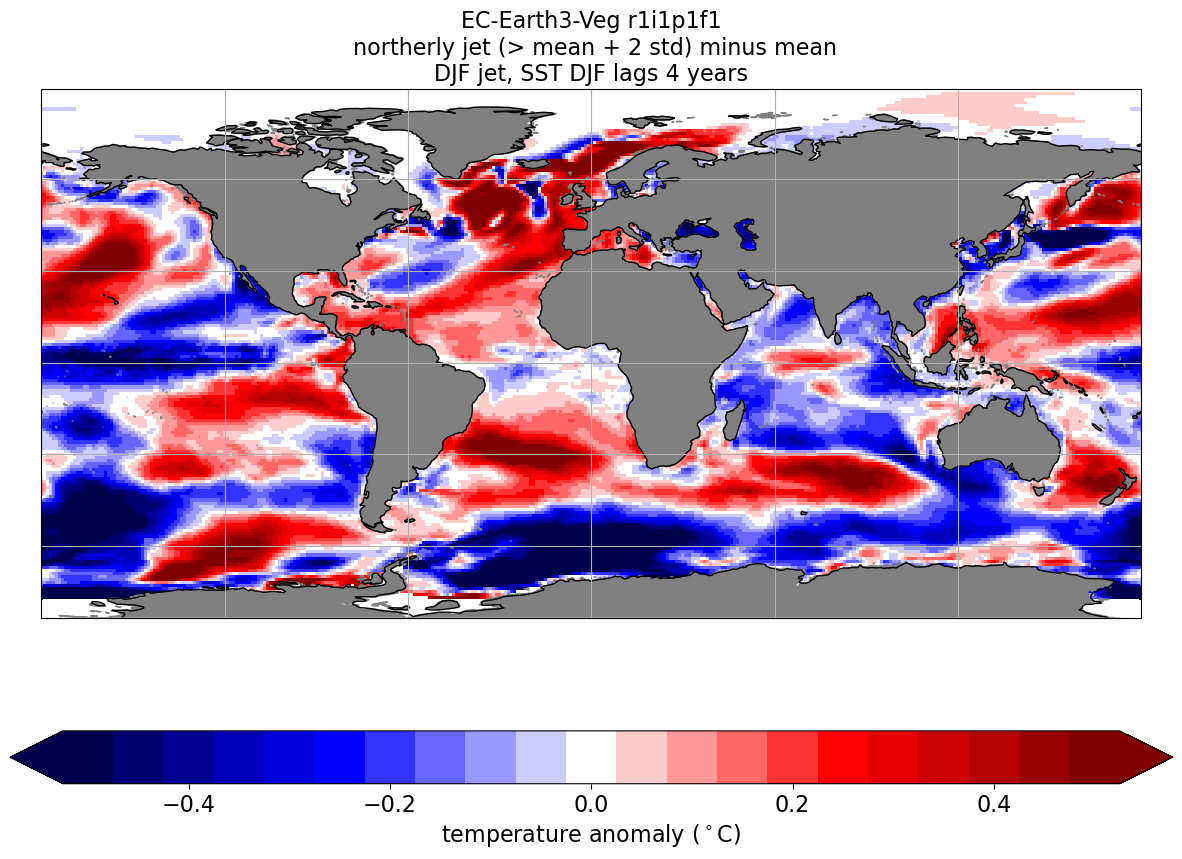 EC-Earth3-Veg r1i1p1f1
northerly jet (> mean + 2 std) minus mean
DJF jet, SST DJF lags 4 years
−0.4 −0.2 0.0 0.2 0.4
temperature anomaly (°C)